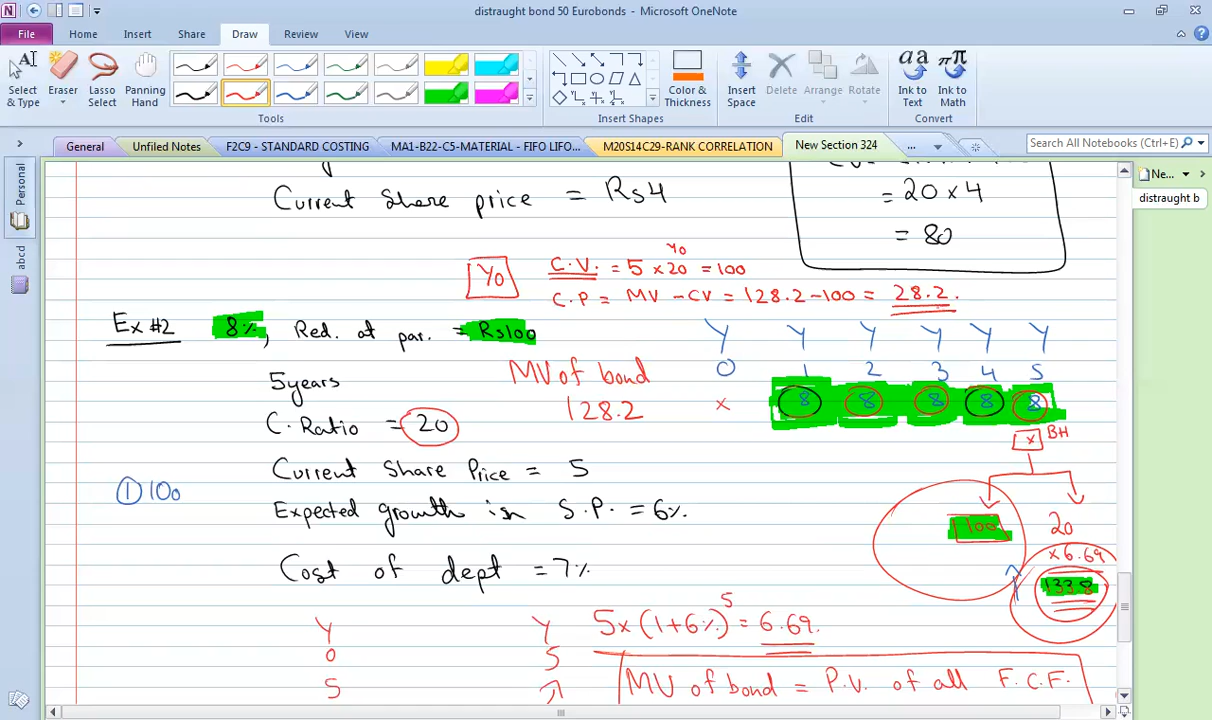 distraught bond 50 Eurobonds - Microsoft OneNote
File Home Insert Share Draw Review View
Select & Type
Eraser
Lasso Select
Panning Hand
Color & Thickness
Insert Space
Delete
Arrange
Rotate
Ink to Text
Ink to Math
Tools
Insert Shapes
Edit
Convert
General
Unfiled Notes
F2C9 - STANDARD COSTING
MA1-B22-C5-MATERIAL - FIFO LIFO...
M20S14C29-RANK CORRELATION
New Section 324
...
Search All Notebooks (Ctrl+E)
Personal
abcd
Ne...
distraught b
Current Share price = Rs4
= 20 x 4
= 80
Y0
C.V. = 5 x 20 = 100
Y0
C.P = MV - CV = 128.2 - 100 = 28.2.
Ex #2 8%, Red. at par. = Rs100
MV of bond
128.2
Y Y Y Y Y Y
0 1 2 3 4 5
x 8 8 8 8 8
x BH
5 years
C. Ratio = 20
Current Share Price = 5
① 100
Expected growth in S.P. = 6%.
100
20
x 6.69
133.8
Cost of dept = 7%
Y Y
0 5
5
5 x (1+6%)^5 = 6.69.
MV of bond = P.V. of all F.C.F.